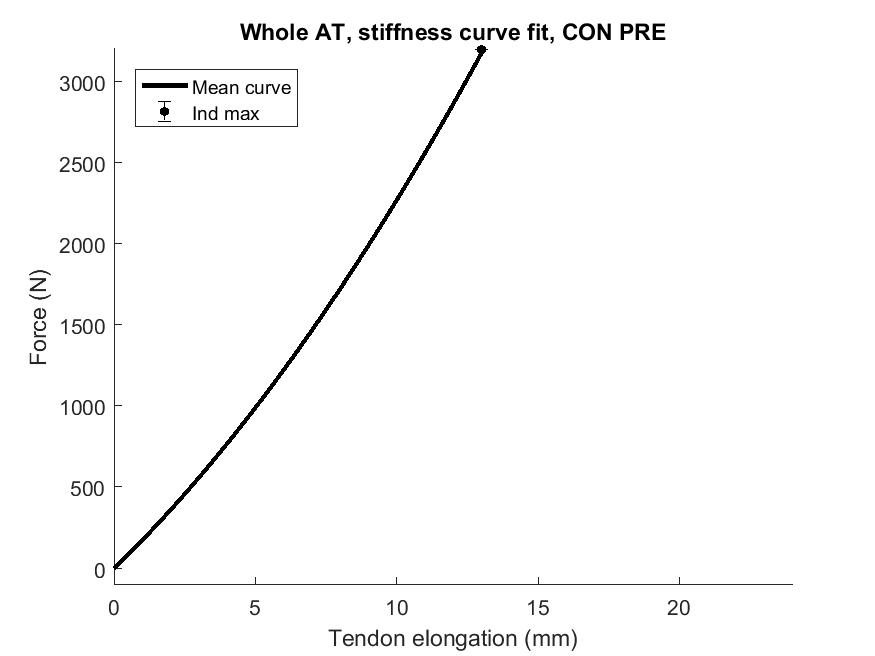 Whole AT, stiffness curve fit, CON PRE
Mean curve
Ind max
3000
2500
2000
1500
1000
500
0
Force (N)
0 5 10 15 20
Tendon elongation (mm)